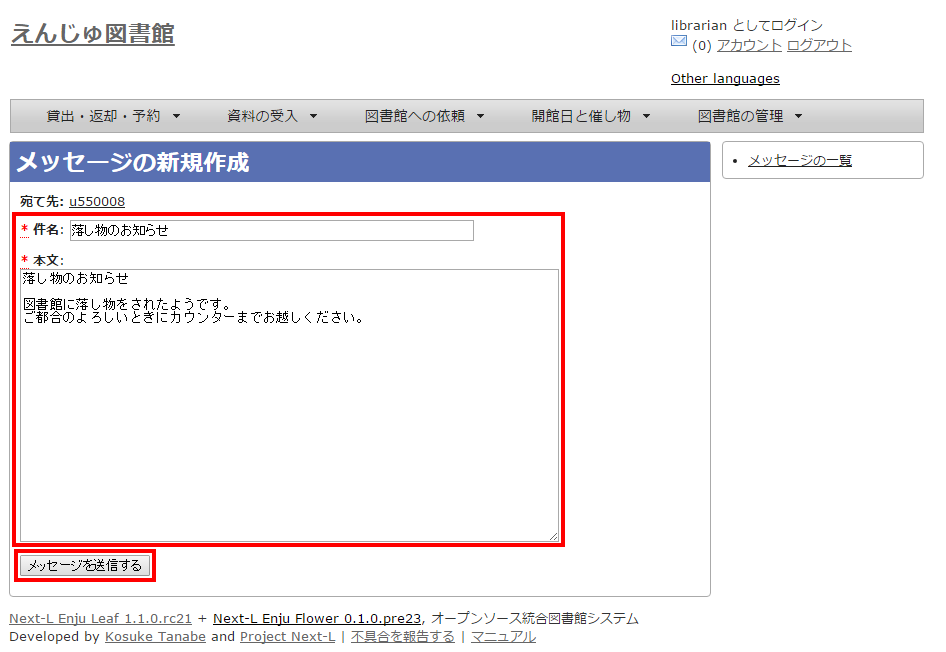 えんじゅ図書館
librarian としてログイン
(0) アカウント ログアウト
Other languages
貸出・返却・予約 ▼ 資料の受入 ▼ 図書館への依頼 ▼ 開館日と催し物 ▼ 図書館の管理 ▼
メッセージの新規作成
• メッセージの一覧
宛て先: u550008
* 件名: 落し物のお知らせ
* 本文:
落し物のお知らせ
図書館に落し物をされたようです。
ご都合のよろしいときにカウンターまでお越しください。
メッセージを送信する
Next-L Enju Leaf 1.1.0.rc21 + Next-L Enju Flower 0.1.0.pre23, オープンソース統合図書館システム
Developed by Kosuke Tanabe and Project Next-L | 不具合を報告する | マニュアル